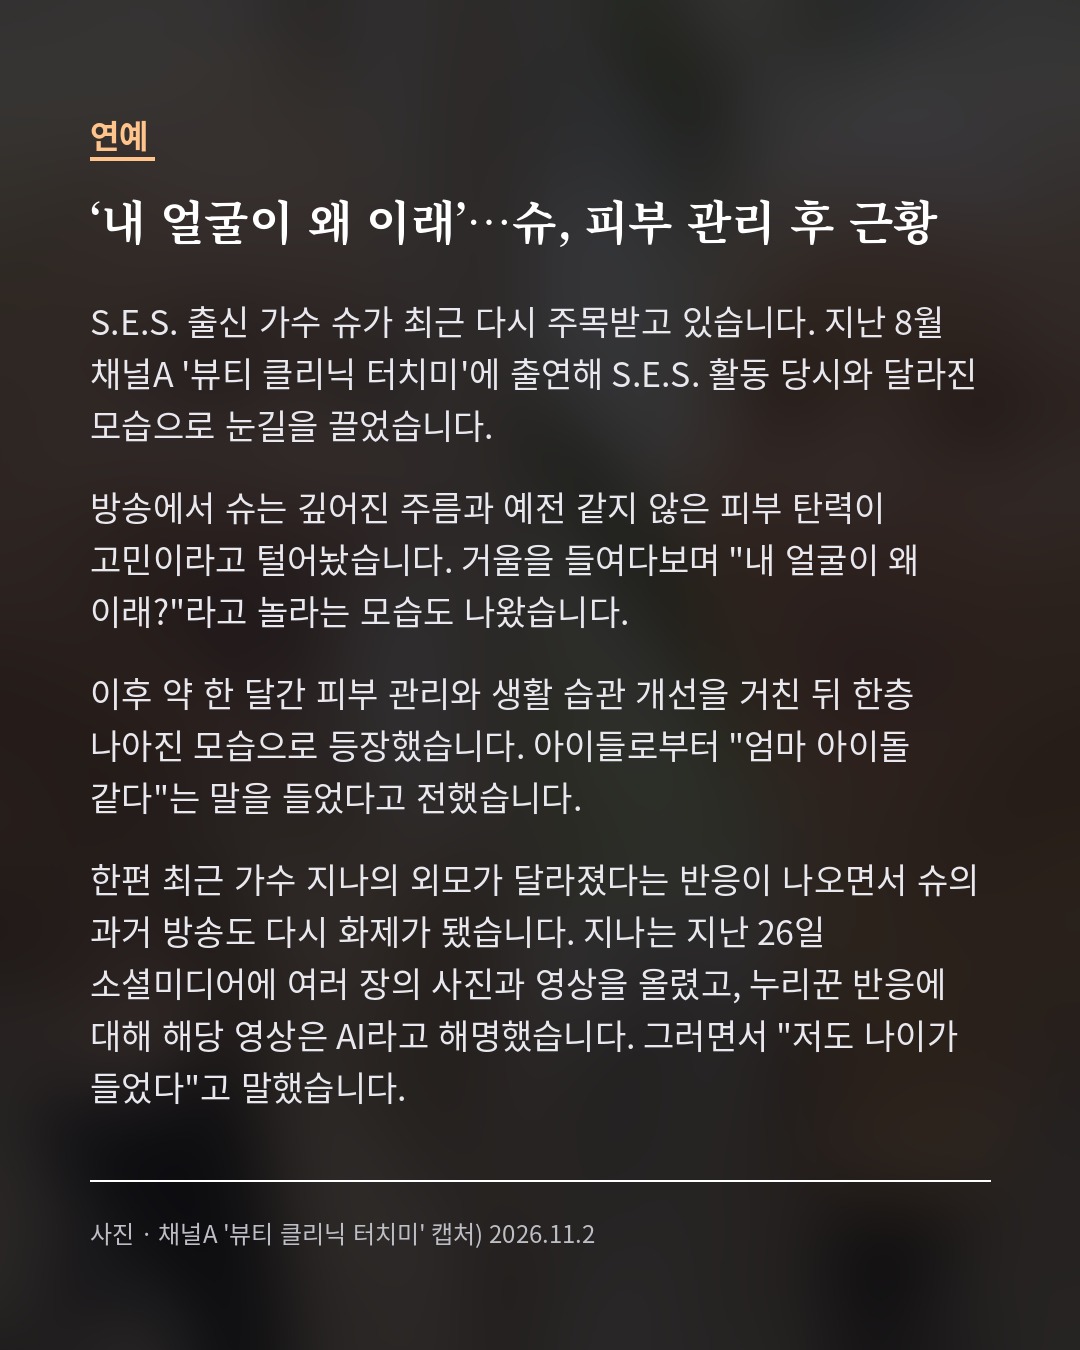 연예
‘내 얼굴이 왜 이래’…슈, 피부 관리 후 근황
S.E.S. 출신 가수 슈가 최근 다시 주목받고 있습니다. 지난 8월
채널A '뷰티 클리닉 터치미'에 출연해 S.E.S. 활동 당시와 달라진
모습으로 눈길을 끌었습니다.
방송에서 슈는 깊어진 주름과 예전 같지 않은 피부 탄력이
고민이라고 털어놨습니다. 거울을 들여다보며 "내 얼굴이 왜
이래?"라고 놀라는 모습도 나왔습니다.
이후 약 한 달간 피부 관리와 생활 습관 개선을 거친 뒤 한층
나아진 모습으로 등장했습니다. 아이들로부터 "엄마 아이돌
같다"는 말을 들었다고 전했습니다.
한편 최근 가수 지나의 외모가 달라졌다는 반응이 나오면서 슈의
과거 방송도 다시 화제가 됐습니다. 지나는 지난 26일
소셜미디어에 여러 장의 사진과 영상을 올렸고, 누리꾼 반응에
대해 해당 영상은 AI라고 해명했습니다. 그러면서 "저도 나이가
들었다"고 말했습니다.
사진 · 채널A '뷰티 클리닉 터치미' 캡처) 2026.11.2